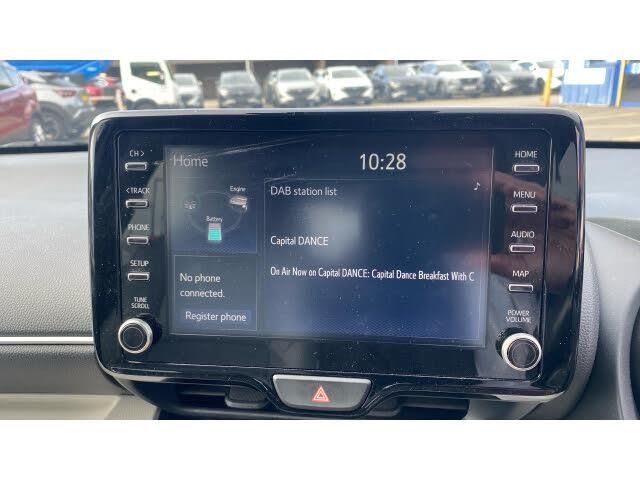 CH >
< TRACK
PHONE
SETUP
TUNE
SCROLL
Home
10:28
Engine
Battery
No phone
connected.
Register phone
DAB station list
♪
Capital DANCE
On Air Now on Capital DANCE: Capital Dance Breakfast With C
HOME
MENU
AUDIO
MAP
POWER
VOLUME